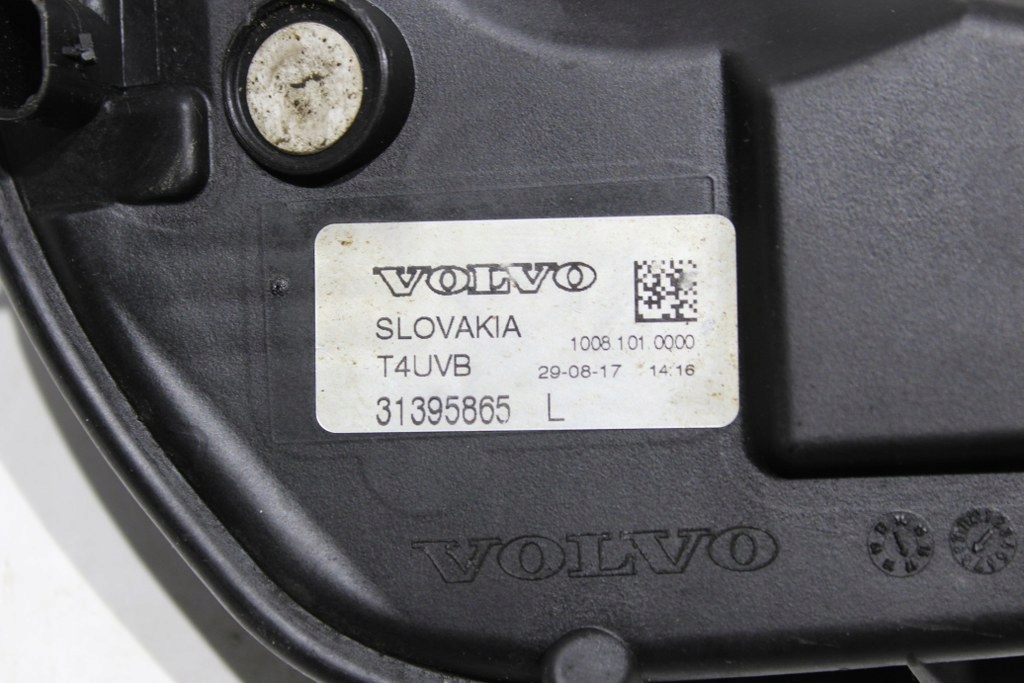 VOLVO
SLOVAKIA
1008.101.0000
T4UVB 29-08-17 14:16
31395865 L
VOLVO